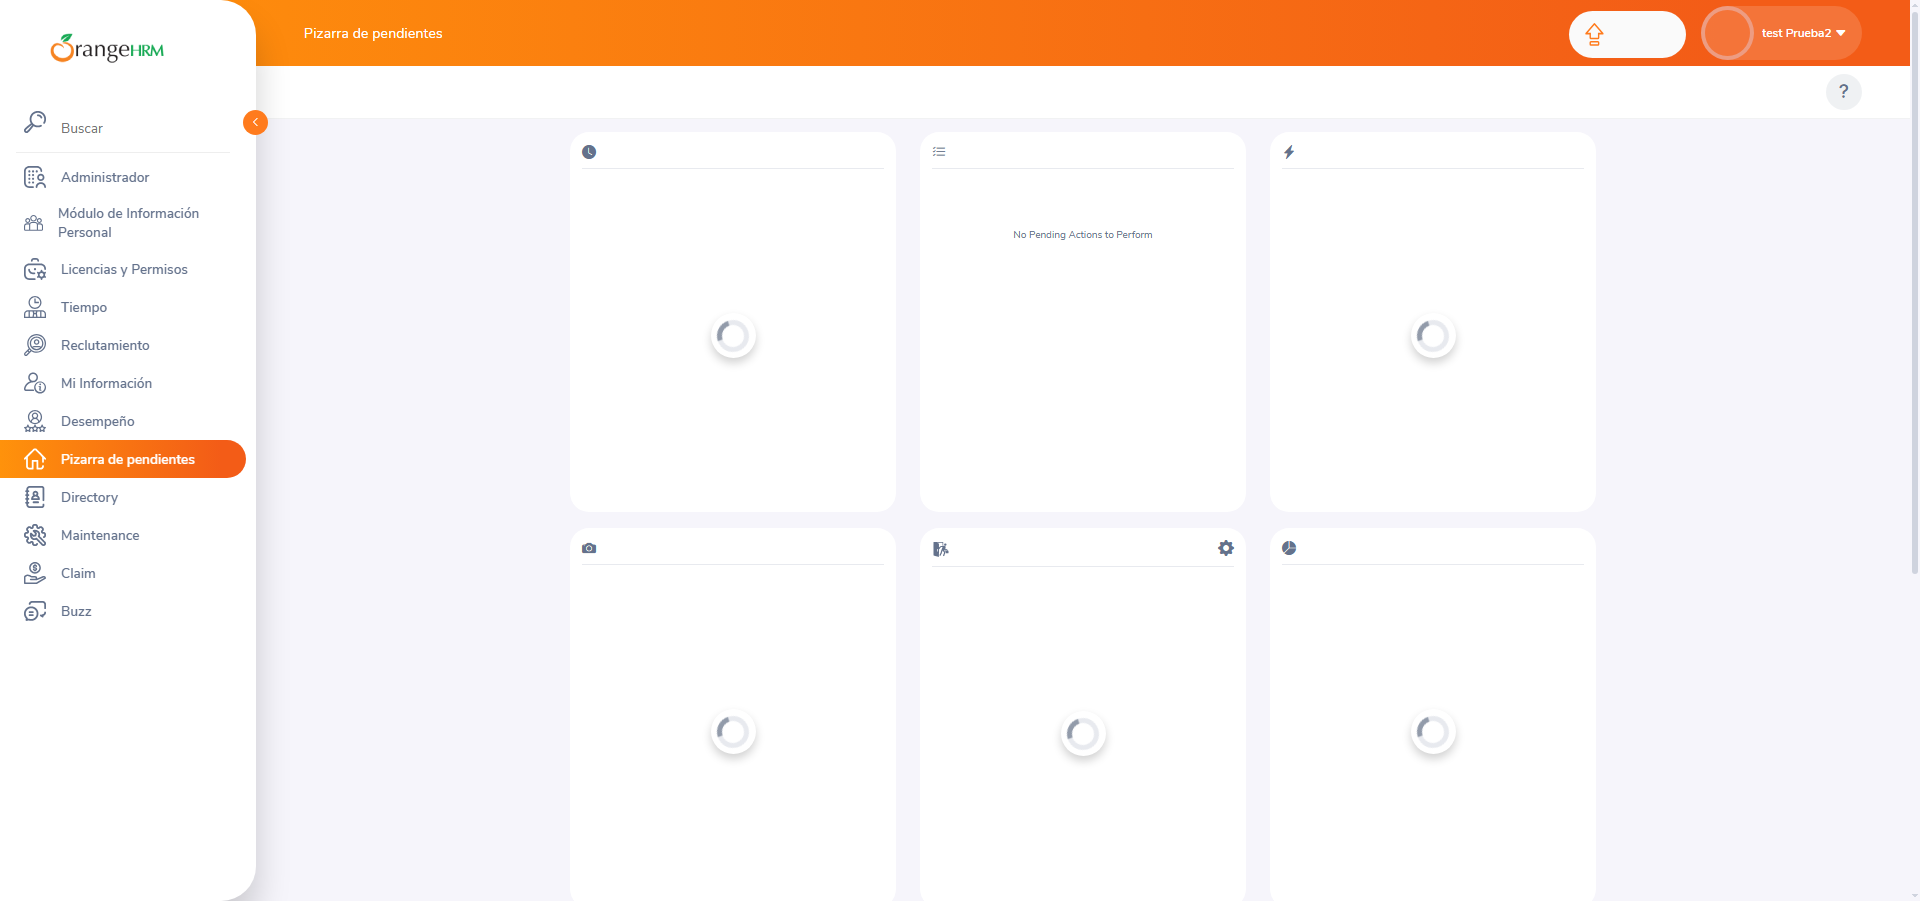 OrangeHRM
Pizarra de pendientes
test Prueba2
?
Buscar
Administrador
Módulo de Información
Personal
Licencias y Permisos
Tiempo
Reclutamiento
Mi Información
Desempeño
Pizarra de pendientes
Directory
Maintenance
Claim
Buzz
No Pending Actions to Perform